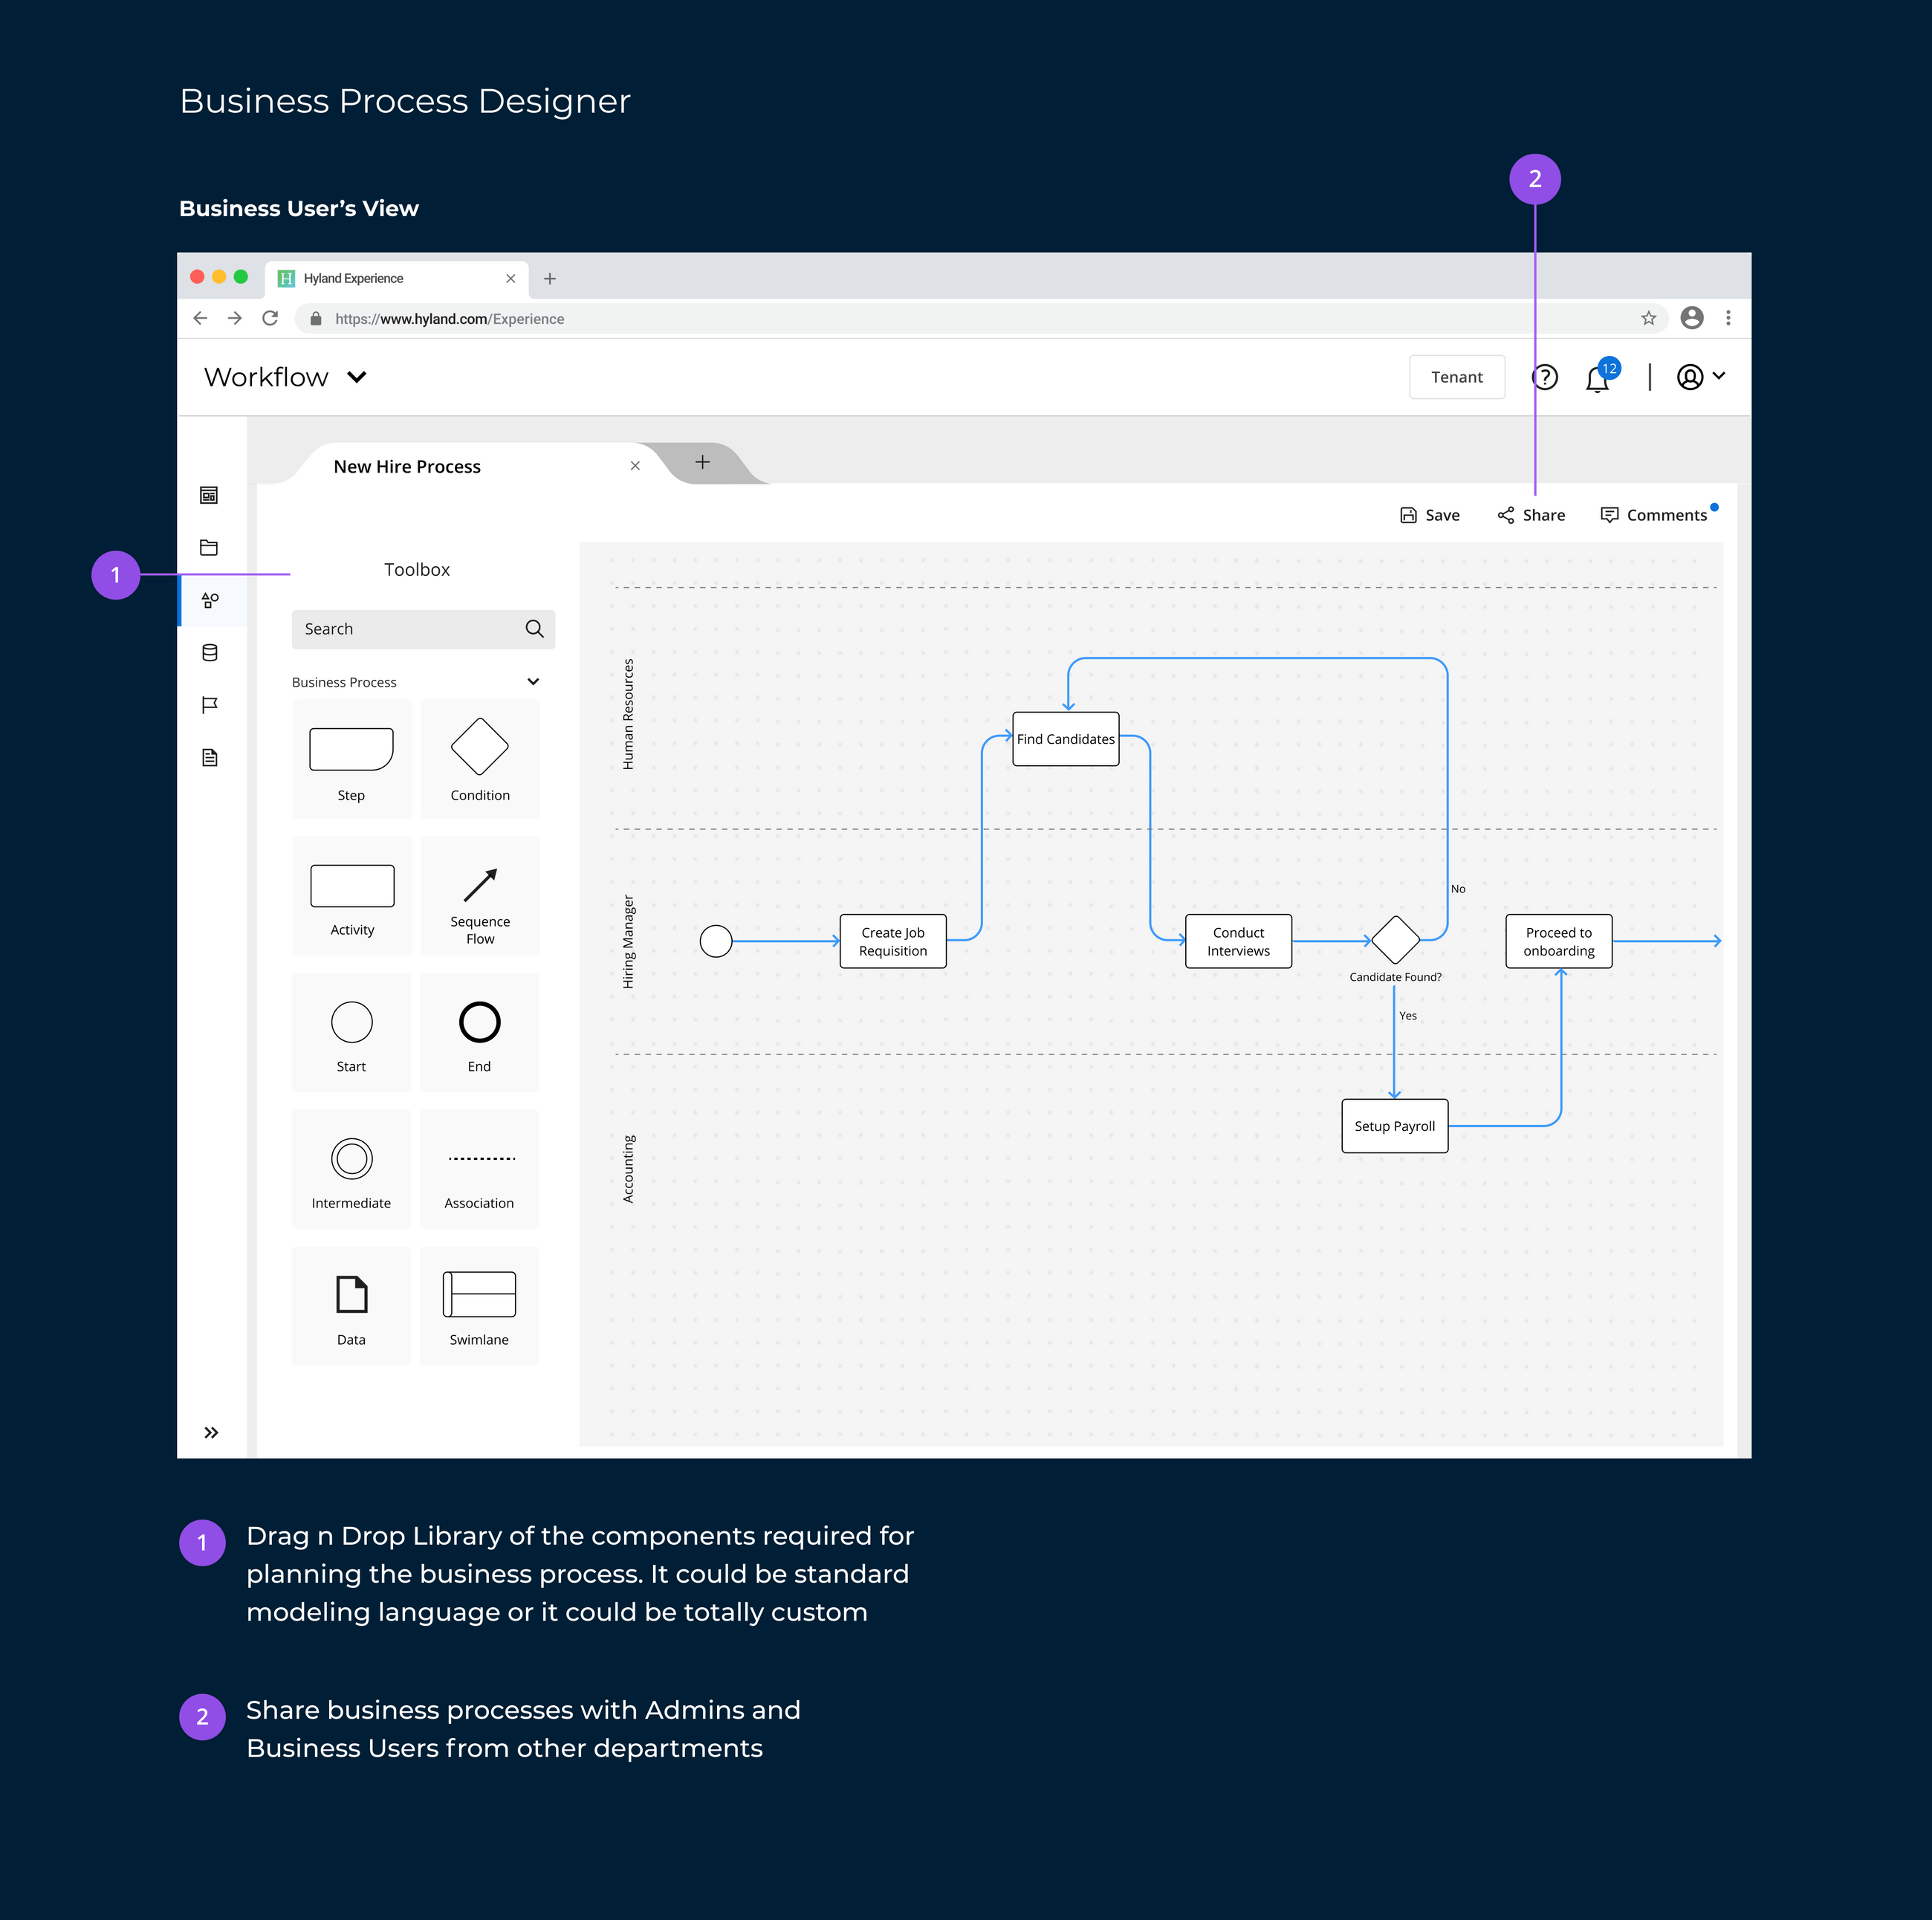 Business Process Designer
2
Business User’s View
H Hyland Experience
https://www.hyland.com/Experience
Workflow
Tenant
?
12
New Hire Process
Save
Share
Comments
1
Toolbox
Search
Business Process
Step
Condition
Activity
Sequence
Flow
Start
End
Intermediate
Association
Data
Swimlane
Human Resources
Find Candidates
Hiring Manager
Create Job
Requisition
Conduct
Interviews
Candidate Found?
No
Yes
Proceed to
onboarding
Accounting
Setup Payroll
1
Drag n Drop Library of the components required for
planning the business process. It could be standard
modeling language or it could be totally custom
2
Share business processes with Admins and
Business Users from other departments